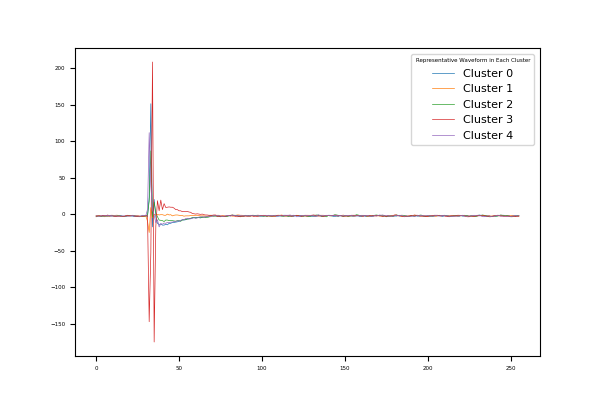 Representative Waveform in Each Cluster
Cluster 0
Cluster 1
Cluster 2
Cluster 3
Cluster 4
200
150
100
50
0
−50
−100
−150
0 50 100 150 200 250